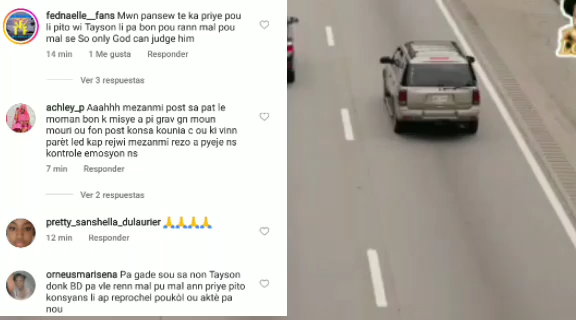 fednaelle__fans Mwn pansew te ka priye pou
li pito wi Tayson li pa bon pou rann mal pou
mal se So only God can judge him
14 min 1 Me gusta Responder
Ver 3 respuestas
achley_p Aaahhh mezanmi post sa pat le
moman bon k misye a pi grav gn moun
mouri ou fon post konsa kounia c ou ki vinn
parèt led kap rejwi mezanmi rezo a pyeje ns
kontrole emosyon ns
7 min Responder
Ver 2 respuestas
pretty_sanshella_dulaurier 🙏🙏🙏🙏
12 min Responder
orneusmarisena Pa gade sou sa non Tayson
donk BD pa vle renn mal pu mal ann priye pito
konsyans li ap reprochel poukòl ou aktè pa
nou